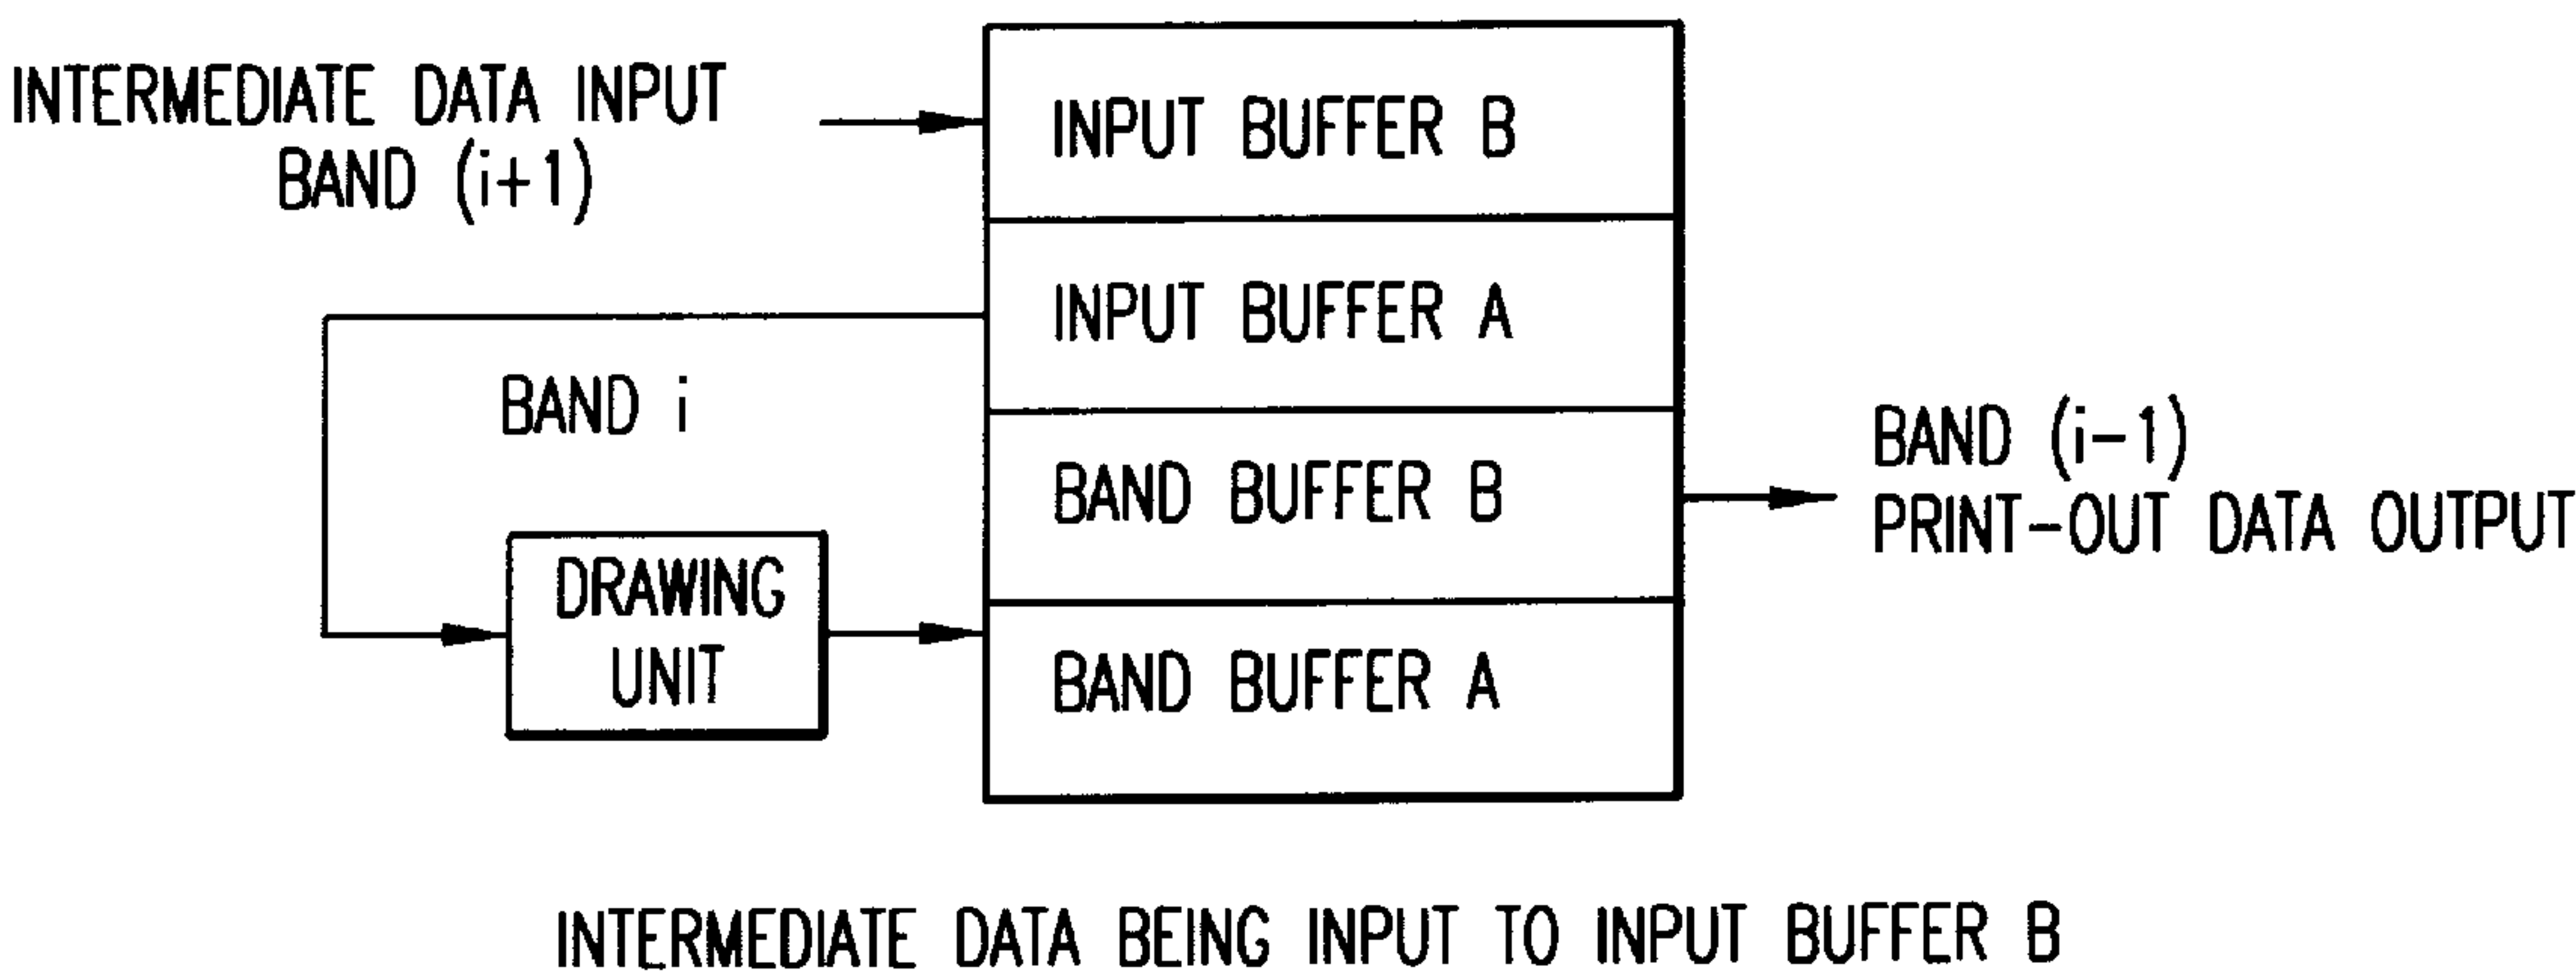 INTERMEDIATE DATA INPUT
BAND (i+1)
INPUT BUFFER B
INPUT BUFFER A
BAND i
BAND BUFFER B
BAND (i-1)
PRINT-OUT DATA OUTPUT
DRAWING
UNIT
BAND BUFFER A
INTERMEDIATE DATA BEING INPUT TO INPUT BUFFER B